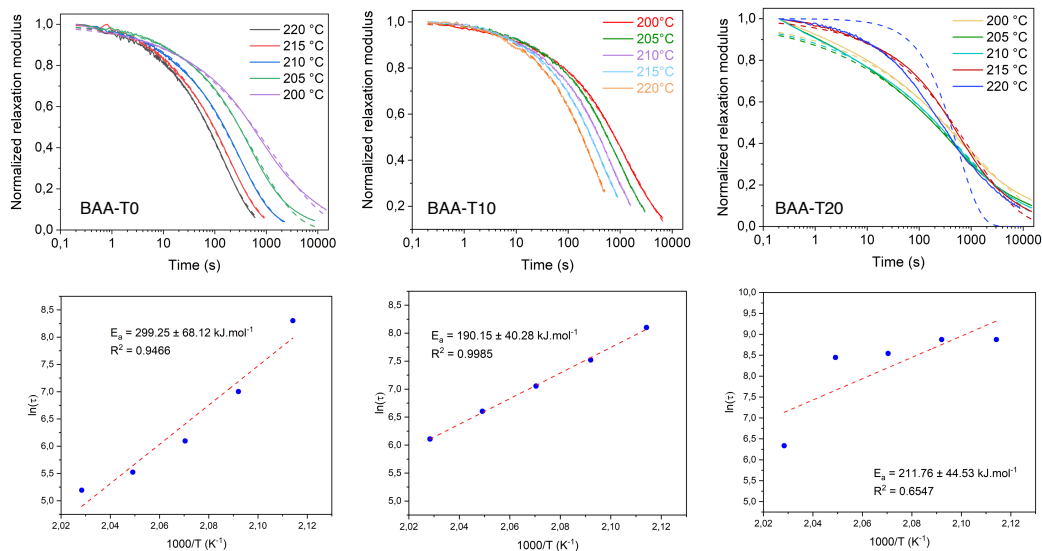 Normalized relaxation modulus
1,0
0,8
0,6
0,4
0,2
0,0
220 °C
215 °C
210 °C
205 °C
200 °C
BAA-T0
0,1
1
10
100
1000
10000
Time (s)
Normalized relaxation modulus
1,0
0,8
0,6
0,4
0,2
200°C
205°C
210°C
215°C
220°C
BAA-T10
0,1
1
10
100
1000
10000
Time (s)
Normalized relaxation modulus
1,0
0,8
0,6
0,4
0,2
0,0
200 °C
205°C
210 °C
215 °C
220 °C
BAA-T20
0,1
1
10
100
1000
10000
Time (s)
ln(τ)
8,5
8,0
7,5
7,0
6,5
6,0
5,5
5,0
Eₐ = 299.25 ± 68.12 kJ.mol⁻¹
R² = 0.9466
2,02
2,04
2,06
2,08
2,10
2,12
1000/T (K⁻¹)
ln(τ)
8,5
8,0
7,5
7,0
6,5
6,0
5,5
5,0
Eₐ = 190.15 ± 40.28 kJ.mol⁻¹
R² = 0.9985
2,02
2,04
2,06
2,08
2,10
2,12
1000/T (K⁻¹)
ln(τ)
10,0
9,5
9,0
8,5
8,0
7,5
7,0
6,5
6,0
5,5
5,0
Eₐ = 211.76 ± 44.53 kJ.mol⁻¹
R² = 0.6547
2,02
2,04
2,06
2,08
2,10
2,12
1000/T (K⁻¹)